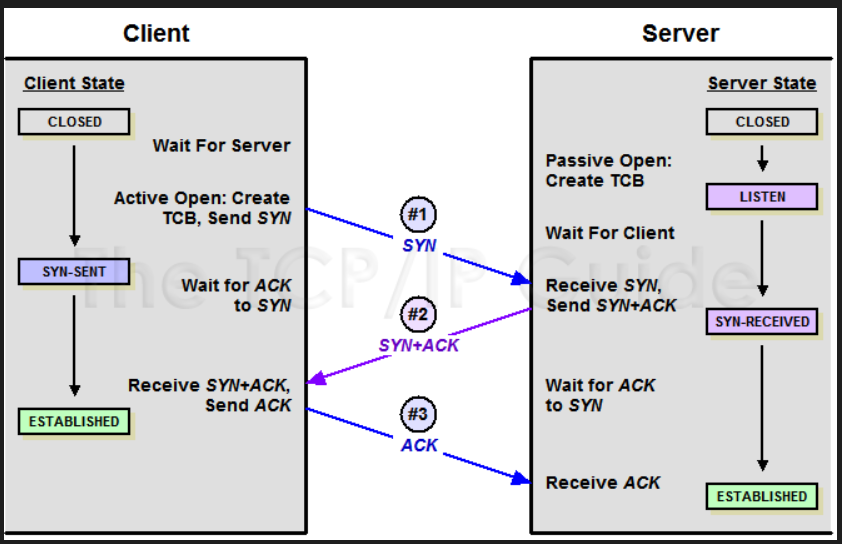 Client
Server
Client State
Server State
CLOSED
CLOSED
Wait For Server
Passive Open:
Create TCB
Active Open: Create
TCB, Send SYN
LISTEN
#1
SYN
Wait For Client
The TCP/IP Guide
SYN-SENT
Wait for ACK
to SYN
Receive SYN,
Send SYN+ACK
#2
SYN+ACK
SYN-RECEIVED
Receive SYN+ACK,
Send ACK
Wait for ACK
to SYN
#3
ACK
ESTABLISHED
Receive ACK
ESTABLISHED